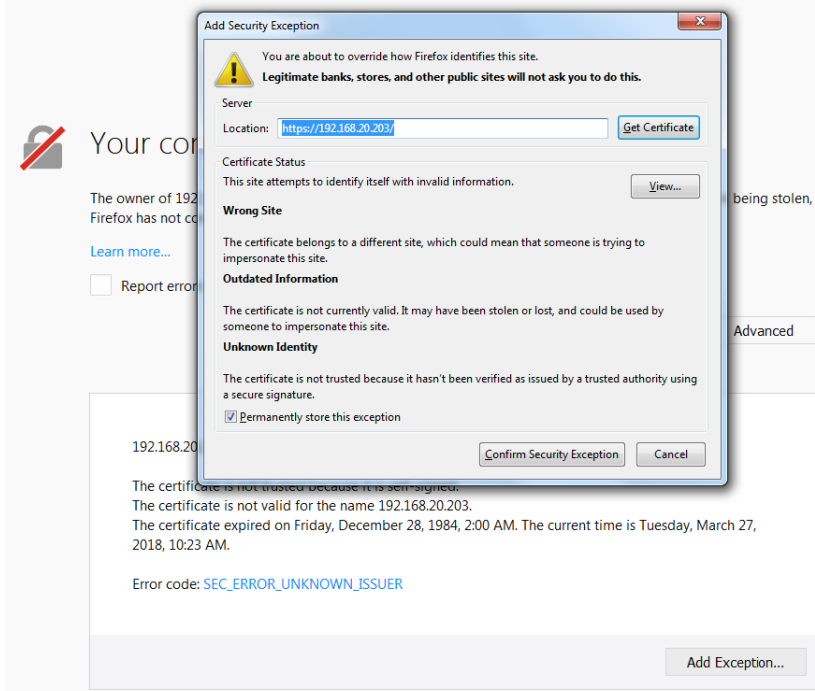 Add Security Exception
You are about to override how Firefox identifies this site.
Legitimate banks, stores, and other public sites will not ask you to do this.
Server
Location: https://192.168.20.203/ Get Certificate
Certificate Status
This site attempts to identify itself with invalid information.
View...
Wrong Site
The certificate belongs to a different site, which could mean that someone is trying to
impersonate this site.
Outdated Information
The certificate is not currently valid. It may have been stolen or lost, and could be used by
someone to impersonate this site.
Unknown Identity
The certificate is not trusted because it hasn't been verified as issued by a trusted authority using
a secure signature.
Permanently store this exception
Confirm Security Exception Cancel
Your cor
The owner of 192 being stolen,
Firefox has not co
Learn more...
Report error
Advanced
192.168.20
The certificate is not trusted because it is self-signed.
The certificate is not valid for the name 192.168.20.203.
The certificate expired on Friday, December 28, 1984, 2:00 AM. The current time is Tuesday, March 27,
2018, 10:23 AM.
Error code: SEC_ERROR_UNKNOWN_ISSUER
Add Exception...